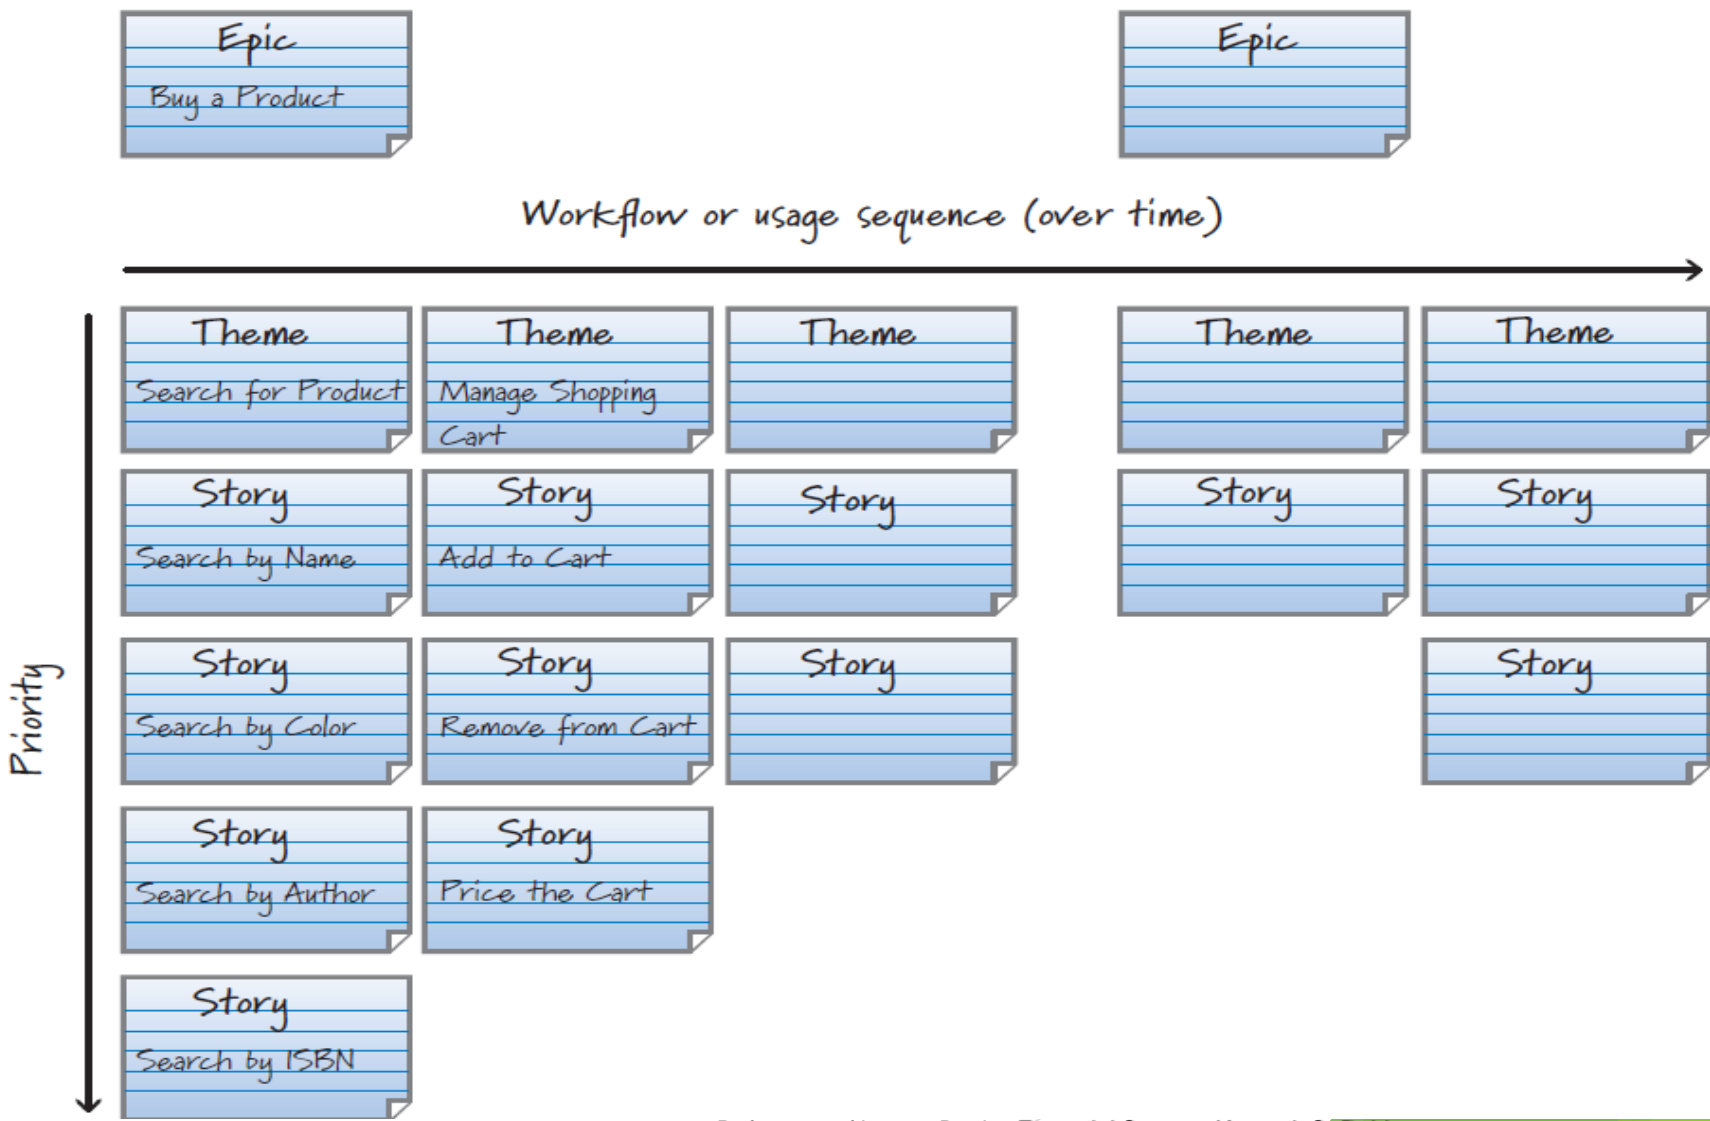 Epic
Buy a Product
Epic
Workflow or usage sequence (over time)
Priority
Theme
Search for Product
Theme
Manage Shopping
Cart
Theme
Theme
Theme
Story
Search by Name
Story
Add to Cart
Story
Story
Story
Story
Search by Color
Story
Remove from Cart
Story
Story
Story
Search by Author
Story
Price the Cart
Story
Search by ISBN